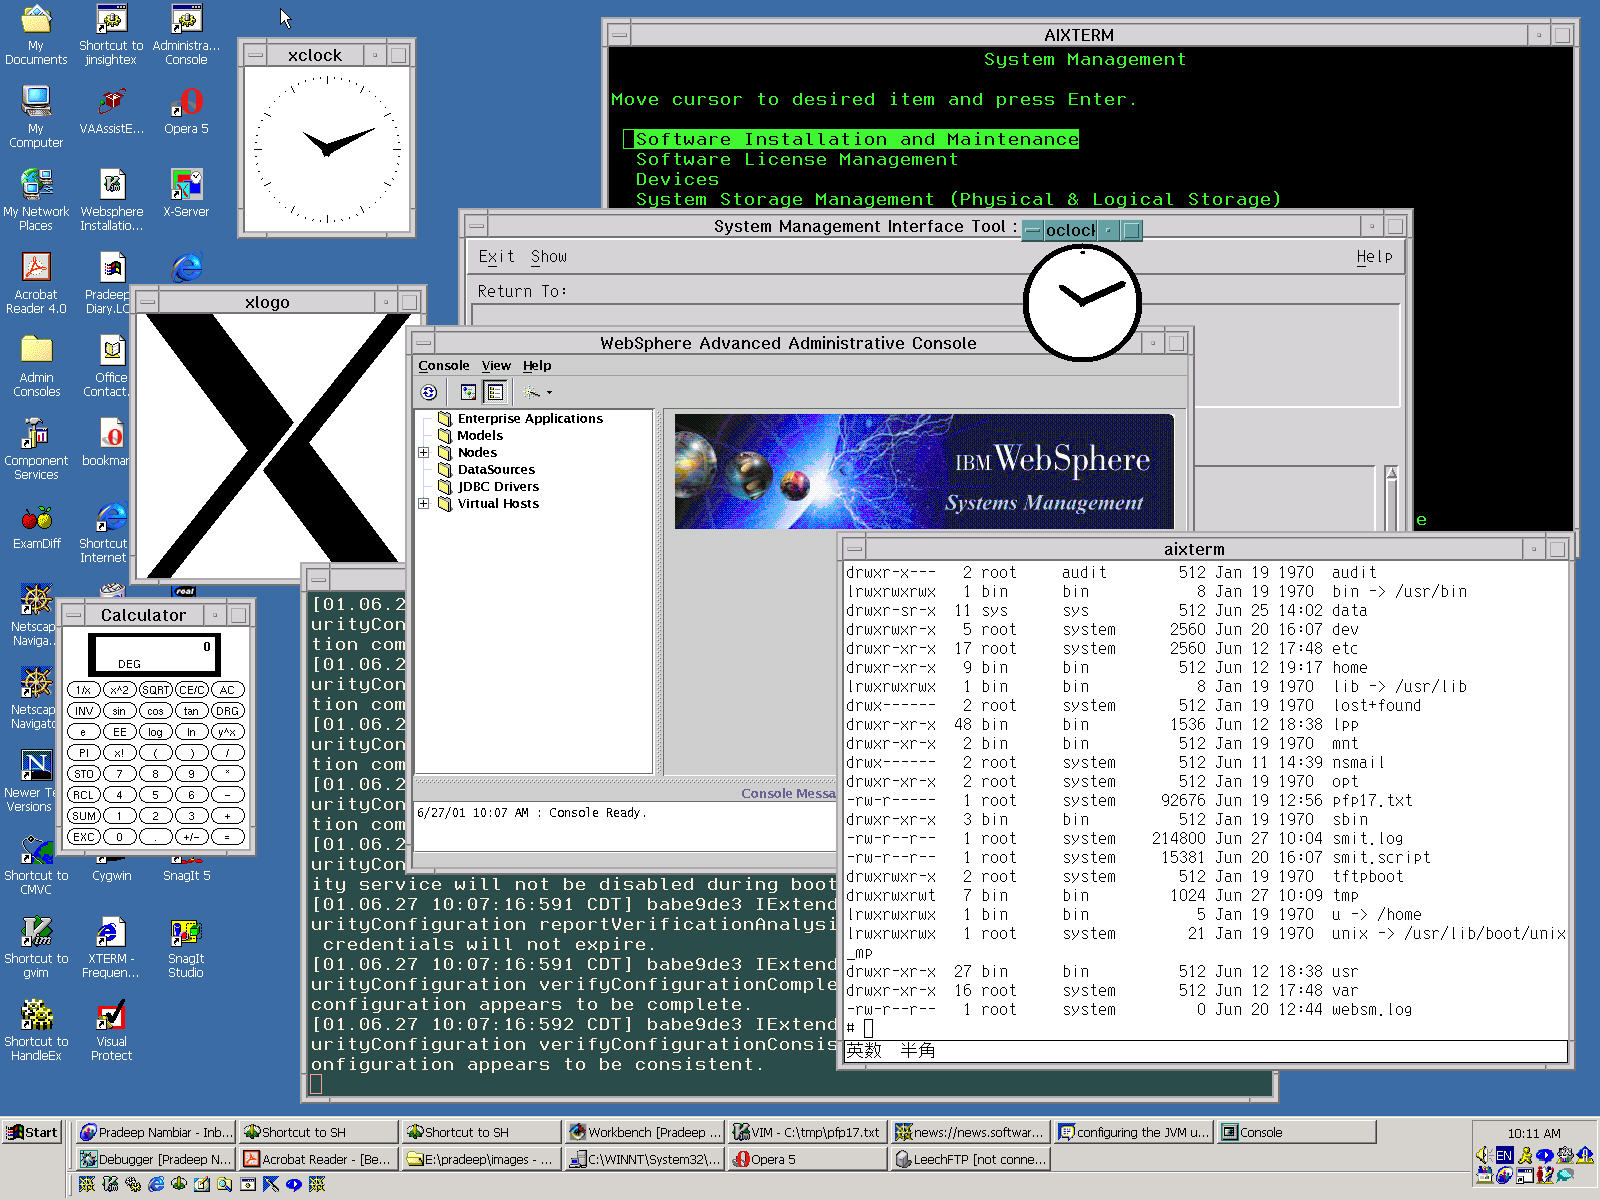 My Documents
Shortcut to jinsightex
Administra... Console
My Computer
VAAssistE...
Opera 5
My Network Places
Websphere Installatio...
X-Server
Acrobat Reader 4.0
Pradeep
Diary.LO
Admin Consoles
Office Contact.
Component Services
bookmar
ExamDiff
Shortcut Internet
Netscap Naviga..
Netscap Navigato
Newer Te Versions
Shortcut to CMVC
Cygwin
SnagIt 5
Shortcut to gvim
XTERM - Frequen...
SnagIt Studio
Shortcut to HandleEx
Visual Protect
real
xclock
xlogo
Calculator
0
DEG
1/x x^2 SQRT CE/C AC
INV sin cos tan DRG
e EE log ln y^x
PI x! ( ) /
STO 7 8 9 *
RCL 4 5 6 -
SUM 1 2 3 +
EXC 0 . +/- =
AIXTERM
System Management
Move cursor to desired item and press Enter.
Software Installation and Maintenance
Software License Management
Devices
System Storage Management (Physical & Logical Storage)
e
System Management Interface Tool :
Exit Show Help
Return To:
oclock
WebSphere Advanced Administrative Console
Console View Help
Enterprise Applications
Models
Nodes
DataSources
JDBC Drivers
Virtual Hosts
IBM WebSphere
Systems Management
Console Messa
6/27/01 10:07 AM : Console Ready.
[01.06.2
urityCon
tion com
[01.06.2
urityCon
tion com
[01.06.2
urityCon
tion com
[01.06.2
urityCon
tion com
[01.06.2
urityCon
ity service will not be disabled during boot
[01.06.27 10:07:16:591 CDT] babe9de3 IExtend
urityConfiguration reportVerificationAnalysi
credentials will not expire.
[01.06.27 10:07:16:591 CDT] babe9de3 IExtend
urityConfiguration verifyConfigurationComple
configuration appears to be complete.
[01.06.27 10:07:16:592 CDT] babe9de3 IExtend
urityConfiguration verifyConfigurationConsis
onfiguration appears to be consistent.
aixterm
drwxr-x--- 2 root audit 512 Jan 19 1970 audit
lrwxrwxrwx 1 bin bin 8 Jan 19 1970 bin -> /usr/bin
drwxr-sr-x 11 sys sys 512 Jun 25 14:02 data
drwxrwxr-x 5 root system 2560 Jun 20 16:07 dev
drwxr-xr-x 17 root system 2560 Jun 12 17:48 etc
drwxr-xr-x 9 bin bin 512 Jun 12 19:17 home
lrwxrwxrwx 1 bin bin 8 Jan 19 1970 lib -> /usr/lib
drwx------ 2 root system 512 Jan 19 1970 lost+found
drwxr-xr-x 48 bin bin 1536 Jun 12 18:38 lpp
drwxr-xr-x 2 bin bin 512 Jan 19 1970 mnt
drwx------ 2 root system 512 Jun 11 14:39 nsmail
drwxr-xr-x 2 root system 512 Jan 19 1970 opt
-rw-r----- 1 root system 92676 Jun 19 12:56 pfp17.txt
drwxr-xr-x 3 bin bin 512 Jan 19 1970 sbin
-rw-r--r-- 1 root system 214800 Jun 27 10:04 smit.log
-rw-r--r-- 1 root system 15381 Jun 20 16:07 smit.script
drwxr-xr-x 2 root system 512 Jan 19 1970 tftpboot
drwxrwxrwt 7 bin bin 1024 Jun 27 10:09 tmp
lrwxrwxrwx 1 bin bin 5 Jan 19 1970 u -> /home
lrwxrwxrwx 1 root system 21 Jan 19 1970 unix -> /usr/lib/boot/unix
_mp
drwxr-xr-x 27 bin bin 512 Jun 12 18:38 usr
drwxr-xr-x 16 root system 512 Jun 12 17:48 var
-rw-r--r-- 1 root system 0 Jun 20 12:44 websm.log
#
英数 半角
Start
Pradeep Nambiar - Inb...
Shortcut to SH
Shortcut to SH
Workbench [Pradeep ...
VIM - C:\tmp\pfp17.txt
news://news.softwar...
configuring the JVM u...
Console
10:11 AM
Debugger [Pradeep N...
Acrobat Reader - [Be...
E:\pradeep\images - ...
C:\WINNT\System32\...
Opera 5
LeechFTP [not conne...
EN